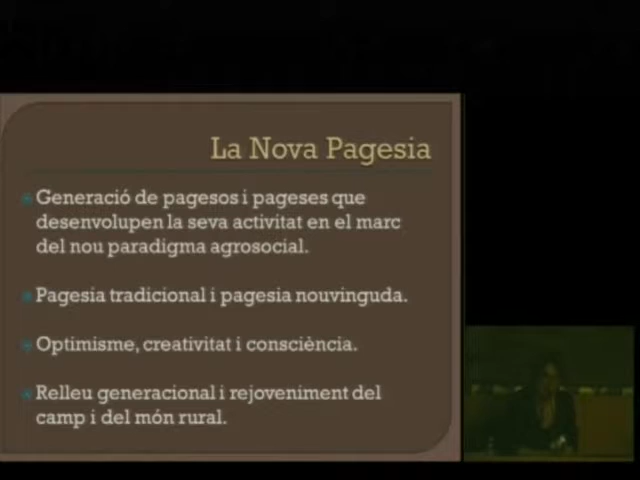 La Nova Pagesia
Generació de pagesos i pageses que
desenvolupen la seva activitat en el marc
del nou paradigma agrosocial.
Pagesia tradicional i pagesia nouvinguda.
Optimisme, creativitat i consciència.
Relleu generacional i rejoveniment del
camp i del món rural.